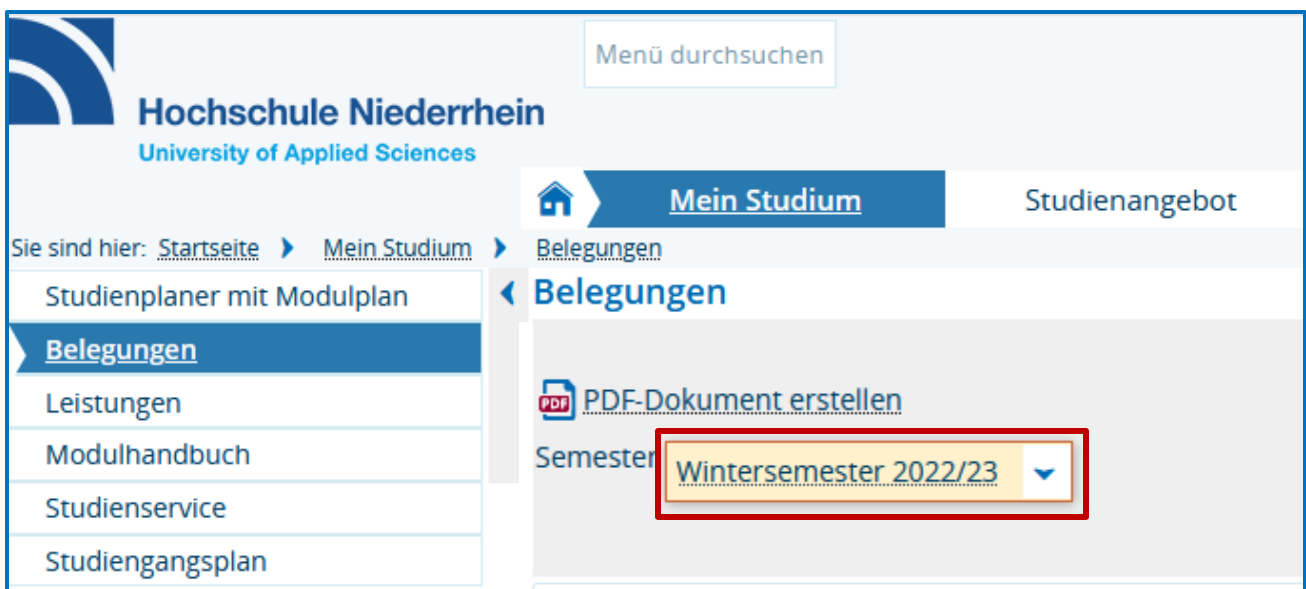 Menü durchsuchen
Hochschule Niederrhein
University of Applied Sciences
Mein Studium
Studienangebot
Sie sind hier: Startseite Mein Studium Belegungen
Studienplaner mit Modulplan
Belegungen
Leistungen
Modulhandbuch
Studienservice
Studiengangsplan
Belegungen
PDF PDF-Dokument erstellen
Semester Wintersemester 2022/23